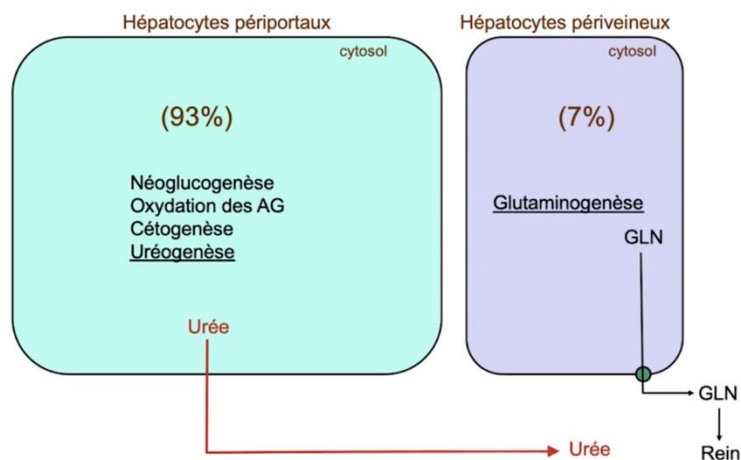 Hépatocytes périportaux
cytosol
(93%)
Néoglucogenèse
Oxydation des AG
Cétogenèse
Uréogenèse
Urée
Hépatocytes périveineux
cytosol
(7%)
Glutaminogenèse
GLN
GLN
Urée
Rein